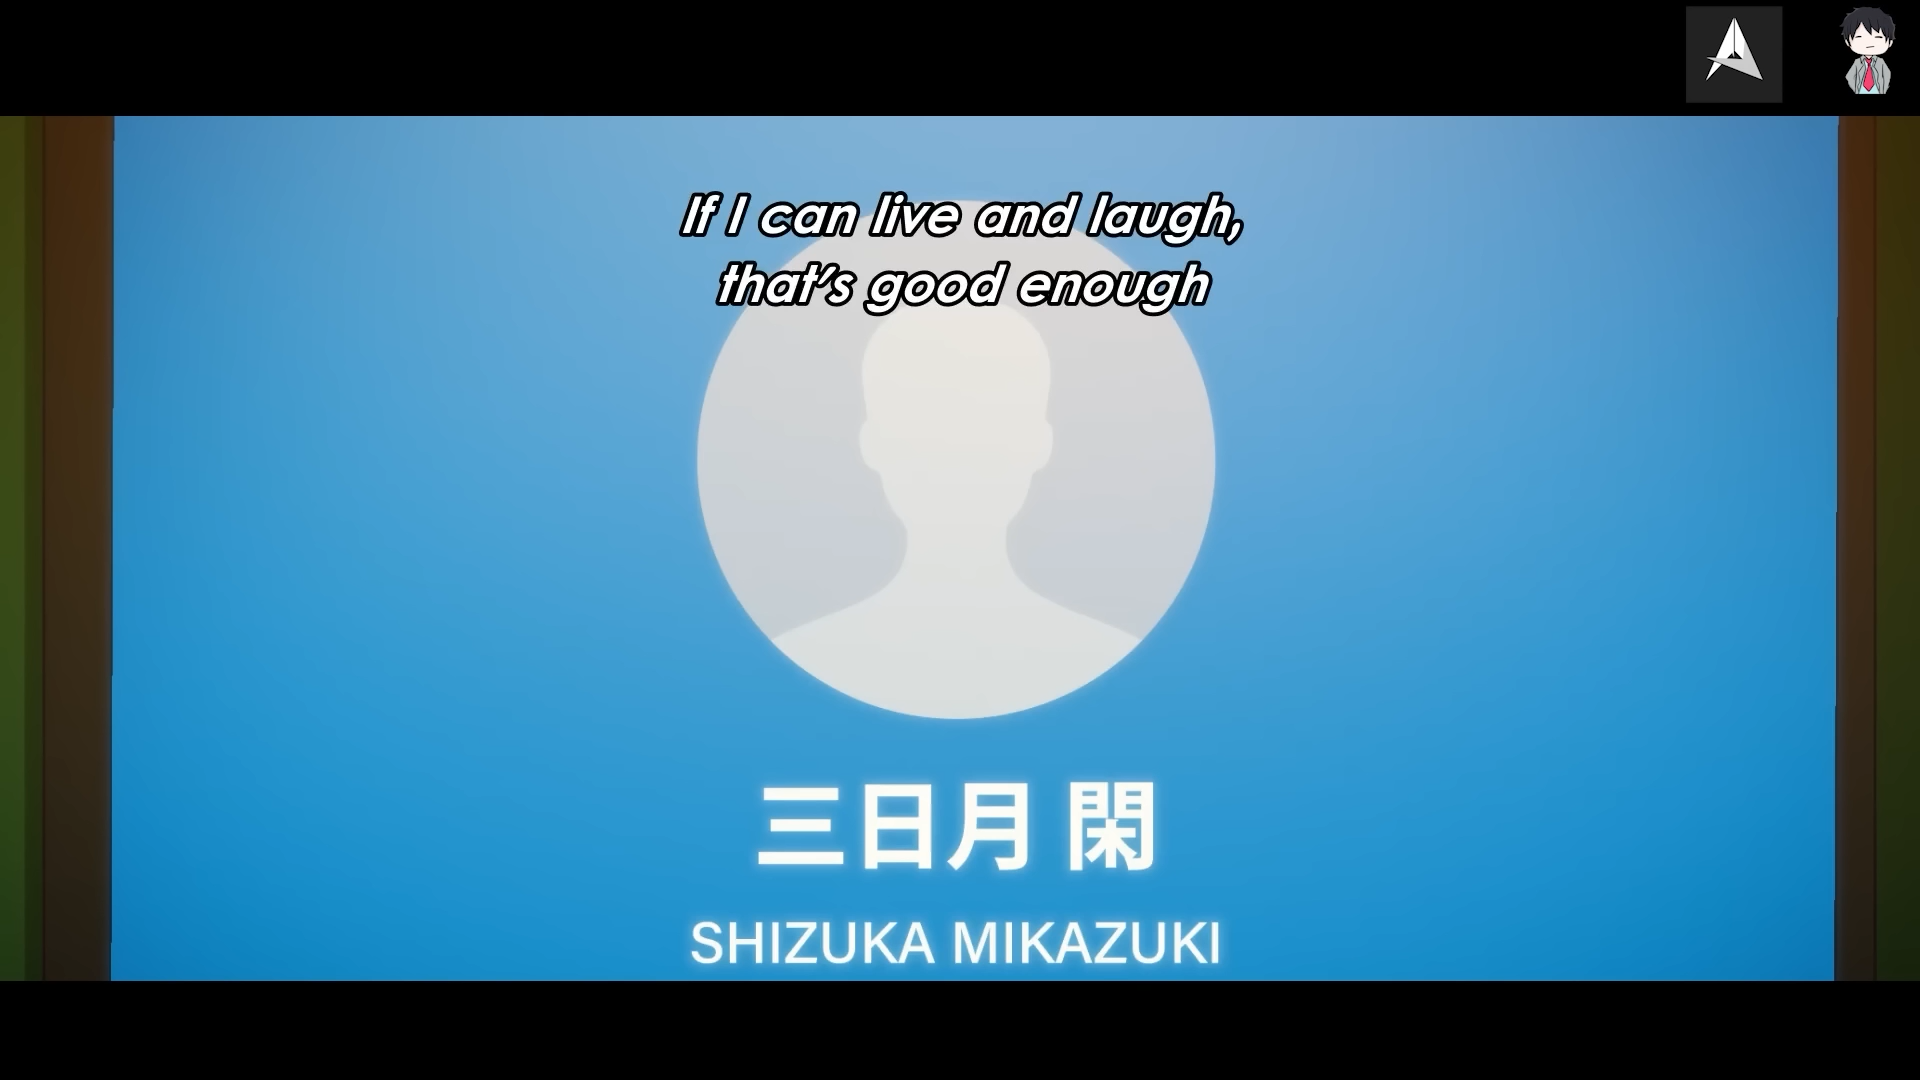 If I can live and laugh,
that's good enough
三日月 閑
SHIZUKA MIKAZUKI